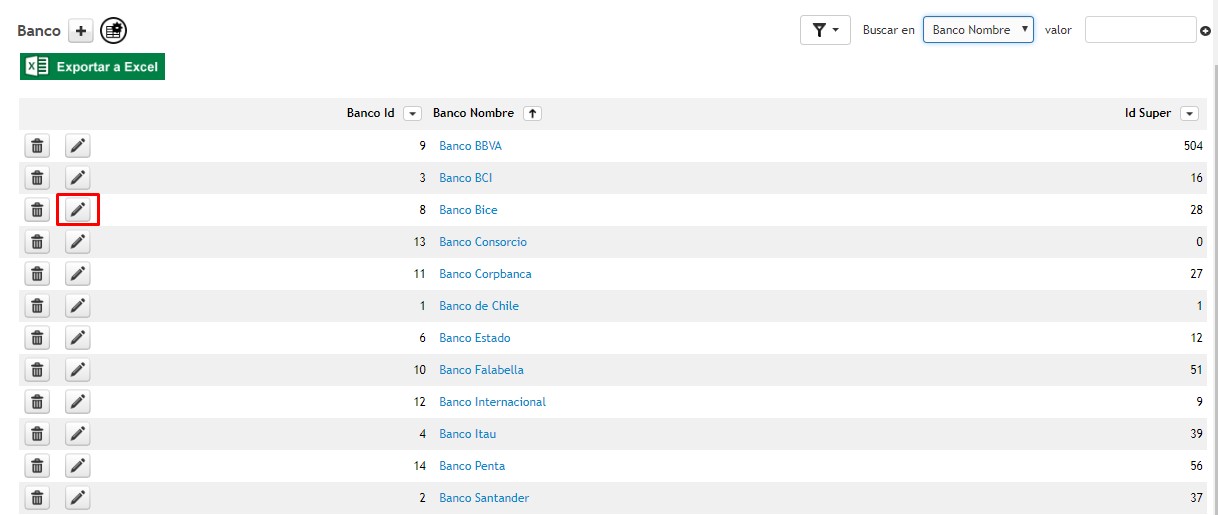 Banco Buscar en Banco Nombre valor
Exportar a Excel
Banco Id Banco Nombre Id Super
9 Banco BBVA 504
3 Banco BCI 16
8 Banco Bice 28
13 Banco Consorcio 0
11 Banco Corpbanca 27
1 Banco de Chile 1
6 Banco Estado 12
10 Banco Falabella 51
12 Banco Internacional 9
4 Banco Itau 39
14 Banco Penta 56
2 Banco Santander 37